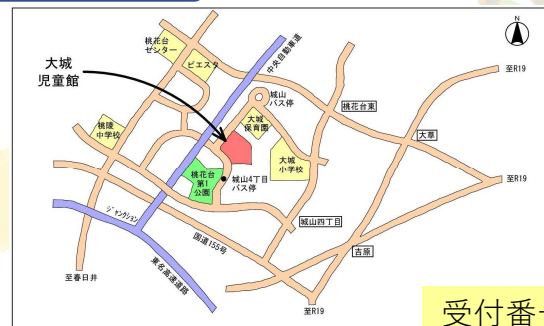 N
桃花台
センター
ピエスタ
中央自動車道
至R19
大城
児童館
城山
バス停
桃花台東
大城
保育園
大草
桃陵
中学校
大城
小学校
桃花台
第1
公園
城山4丁目
バス停
至R19
城山四丁目
ジャンクション
国道155号
吉原
東名高速道路
至春日井
至R19
受付番